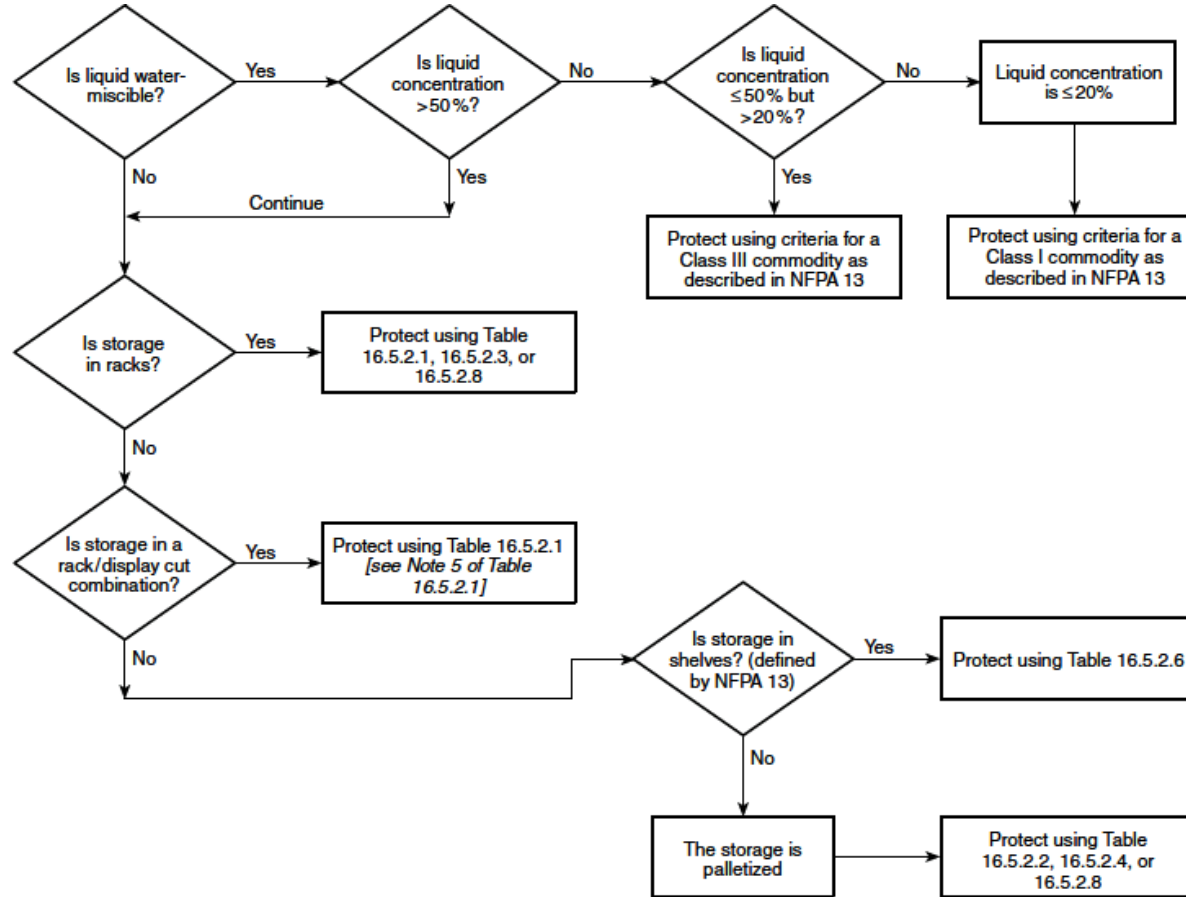 Is liquid water-
miscible?
Yes
Is liquid
concentration
>50%?
No
Is liquid
concentration
≤50% but
>20%?
No
Liquid concentration
is ≤20%
No
Yes
Yes
Continue
Protect using criteria for a
Class III commodity as
described in NFPA 13
Protect using criteria for a
Class I commodity as
described in NFPA 13
Is storage
in racks?
Yes
Protect using Table
16.5.2.1, 16.5.2.3, or
16.5.2.8
No
Is storage in a
rack/display cut
combination?
Yes
Protect using Table 16.5.2.1
[see Note 5 of Table
16.5.2.1]
No
Is storage in
shelves? (defined
by NFPA 13)
Yes
Protect using Table 16.5.2.6
No
The storage is
palletized
Protect using Table
16.5.2.2, 16.5.2.4, or
16.5.2.8